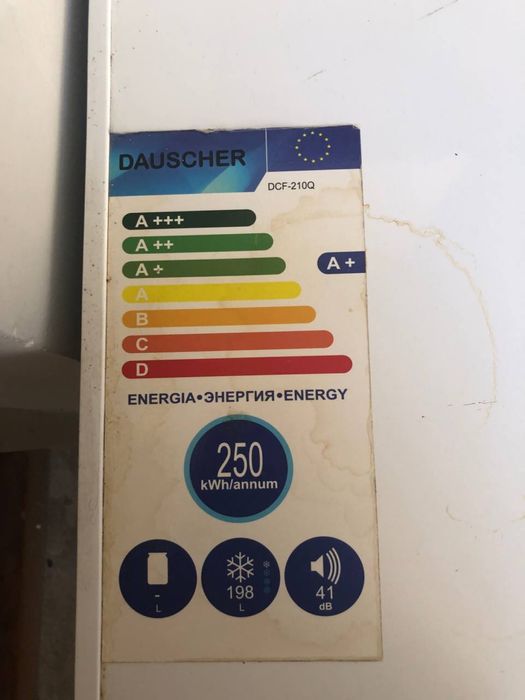 DAUSCHER
DCF-210Q
A +++
A ++
A +
A +
A
B
C
D
ENERGIA•ЭНЕРГИЯ•ENERGY
250
kWh/annum
-
L
198
L
41
dB